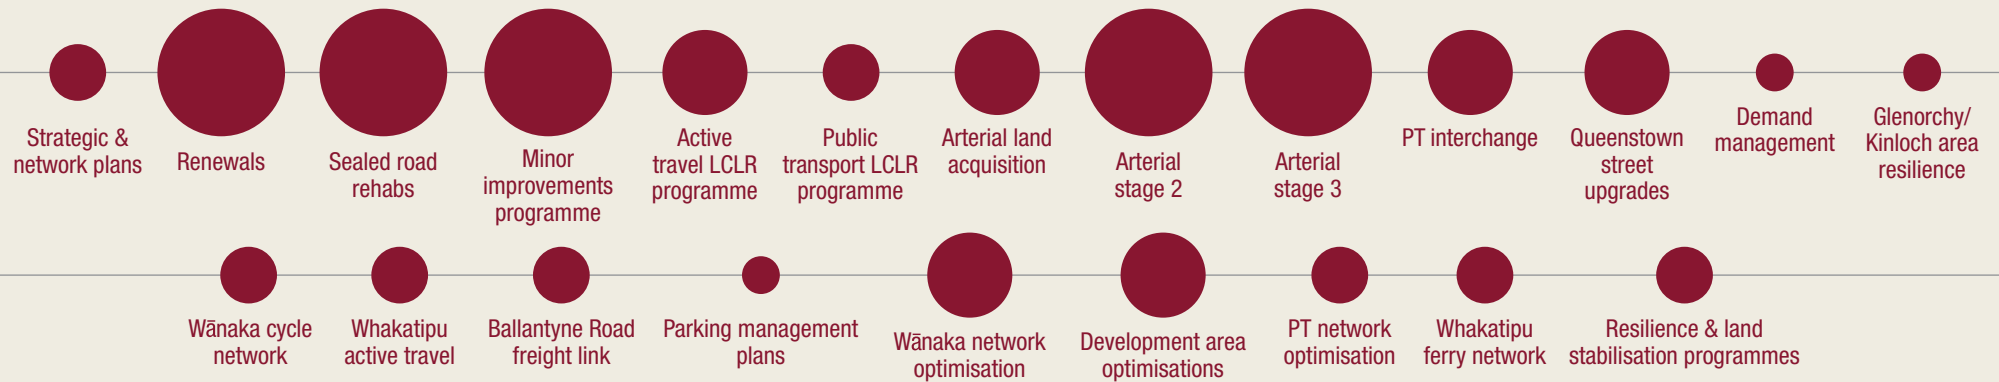 Strategic &
network plans
Renewals
Sealed road
rehabs
Minor
improvements
programme
Active
travel LCLR
programme
Public
transport LCLR
programme
Arterial land
acquisition
Arterial
stage 2
Arterial
stage 3
PT interchange
Queenstown
street
upgrades
Demand
management
Glenorchy/
Kinloch area
resilience
Wānaka cycle
network
Whakatipu
active travel
Ballantyne Road
freight link
Parking management
plans
Wānaka network
optimisation
Development area
optimisations
PT network
optimisation
Whakatipu
ferry network
Resilience & land
stabilisation programmes